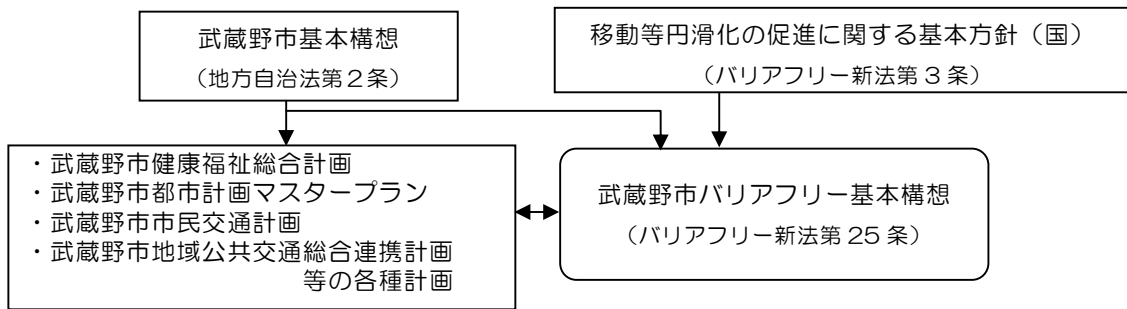 武蔵野市基本構想
（地方自治法第２条）
移動等円滑化の促進に関する基本方針（国）
（バリアフリー新法第３条）
・武蔵野市健康福祉総合計画
・武蔵野市都市計画マスタープラン
・武蔵野市市民交通計画
・武蔵野市地域公共交通総合連携計画
等の各種計画
武蔵野市バリアフリー基本構想
（バリアフリー新法第 25 条）